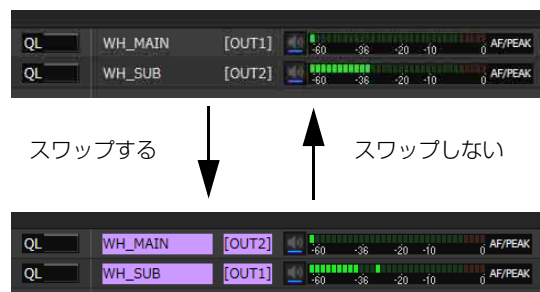 QL WH_MAIN [OUT1] -60 -36 -20 -10 0 AF/PEAK
QL WH_SUB [OUT2] -60 -36 -20 -10 0 AF/PEAK
スワップする スワップしない
QL WH_MAIN [OUT2] -60 -36 -20 -10 0 AF/PEAK
QL WH_SUB [OUT1] -60 -36 -20 -10 0 AF/PEAK